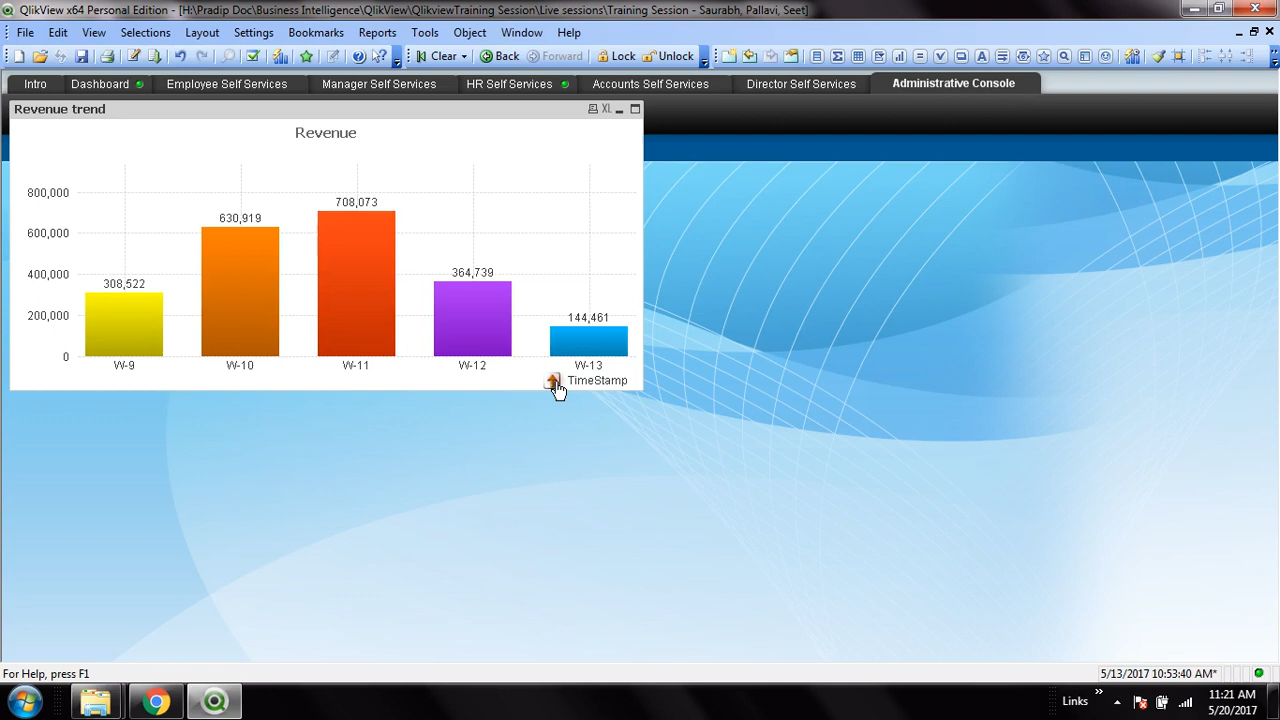 QlikView x64 Personal Edition - [H:\Pradip Doc\Business Intelligence\QlikView\QlikviewTraining Session\Live sessions\Training Session - Saurabh, Pallavi, Seet]
File Edit View Selections Layout Settings Bookmarks Reports Tools Object Window Help
Clear Back Forward Lock Unlock
Intro Dashboard Employee Self Services Manager Self Services HR Self Services Accounts Self Services Director Self Services Administrative Console
Revenue trend XL
Revenue
800,000
600,000
400,000
200,000
0
308,522
630,919
708,073
364,739
144,461
W-9 W-10 W-11 W-12 W-13
TimeStamp
For Help, press F1 5/13/2017 10:53:40 AM*
Links » 11:21 AM
5/20/2017